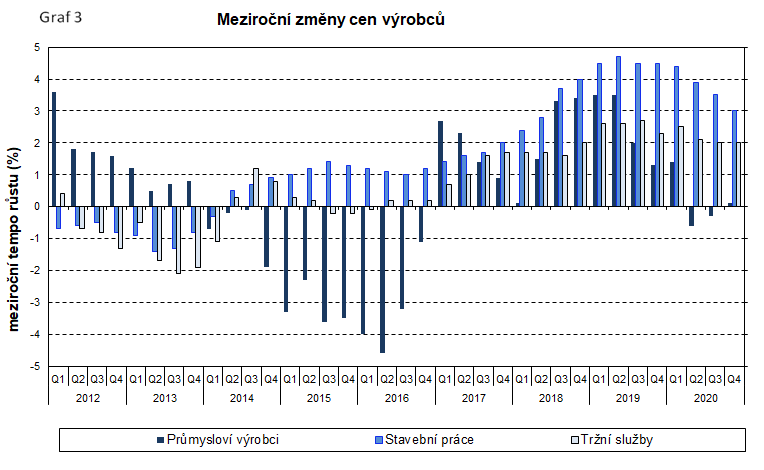 Graf 3
Meziroční změny cen výrobců
meziroční tempo růstu (%)
5
4
3
2
1
0
-1
-2
-3
-4
-5
Q1 Q2 Q3 Q4 Q1 Q2 Q3 Q4 Q1 Q2 Q3 Q4 Q1 Q2 Q3 Q4 Q1 Q2 Q3 Q4 Q1 Q2 Q3 Q4 Q1 Q2 Q3 Q4 Q1 Q2 Q3 Q4 Q1 Q2 Q3 Q4
2012 2013 2014 2015 2016 2017 2018 2019 2020
Průmysloví výrobci Stavební práce Tržní služby